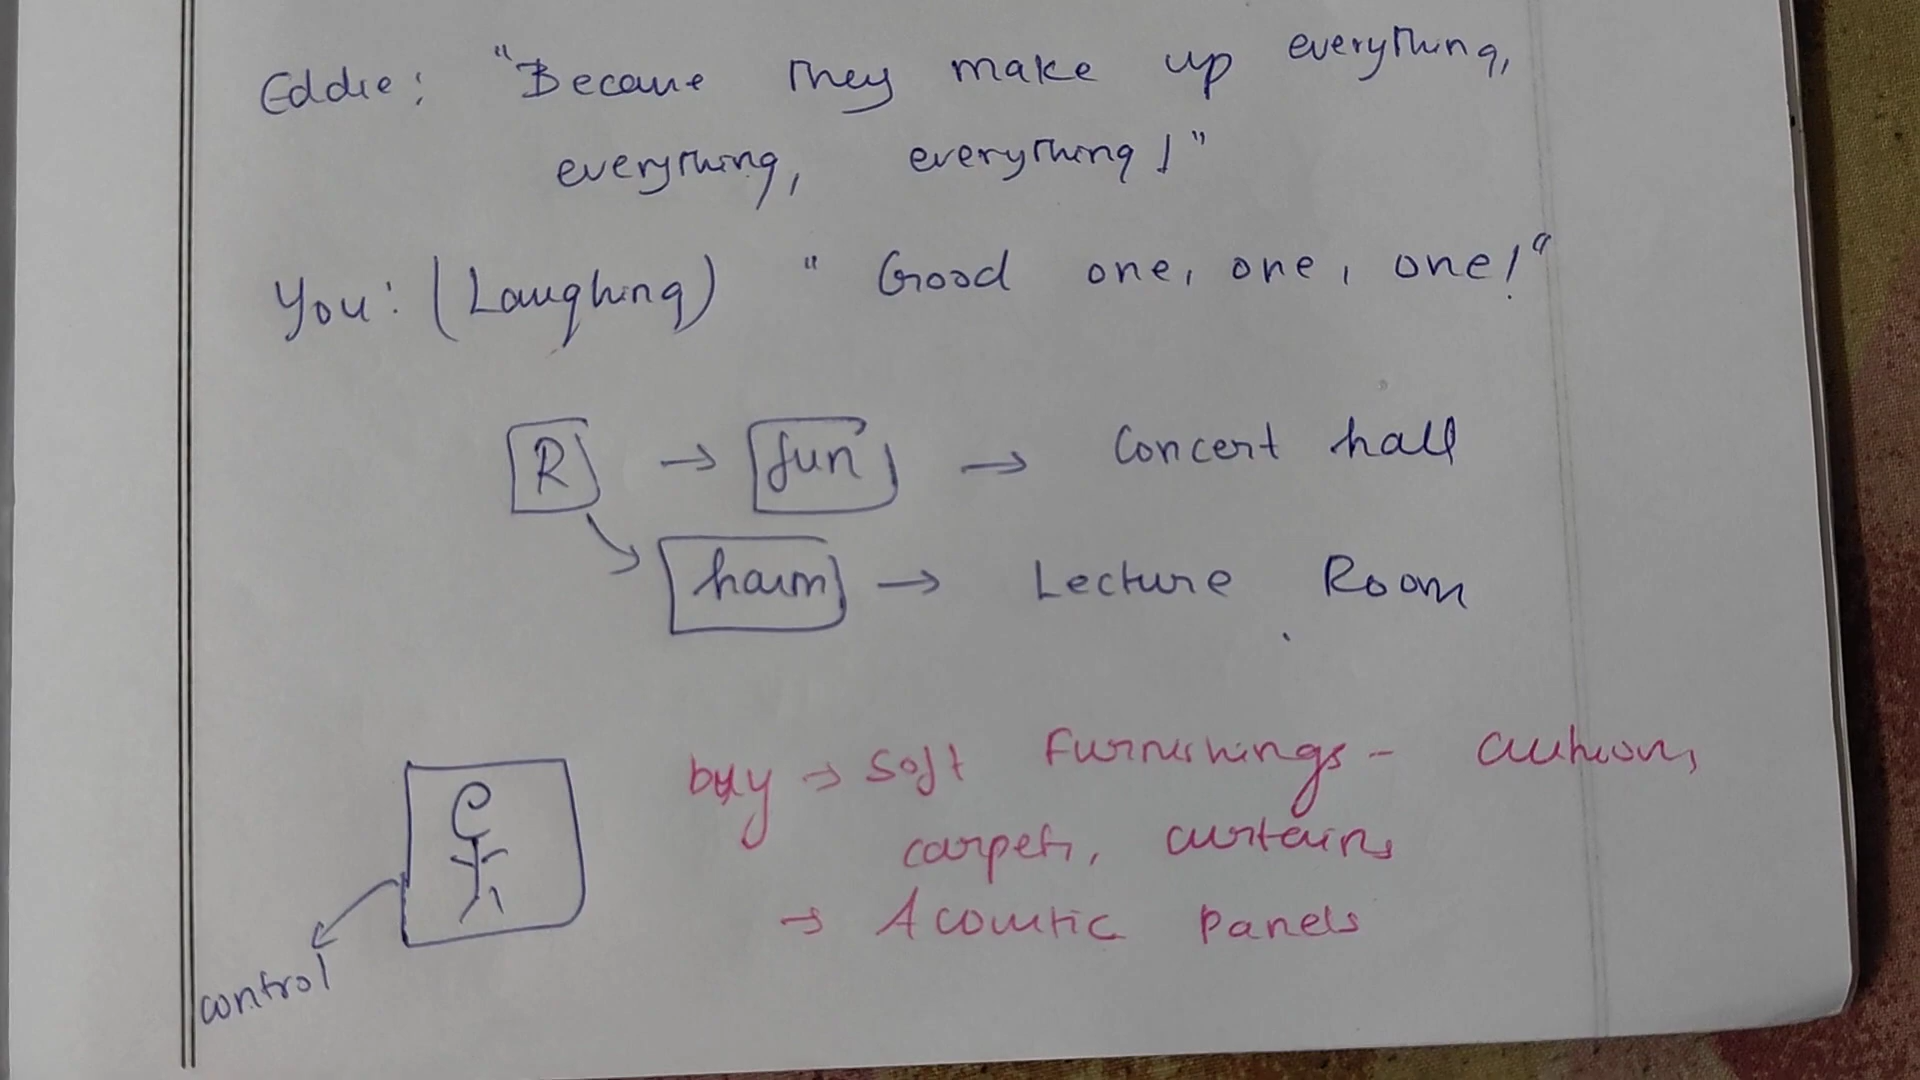 Eddie: "Because they make up everything,
everything, everything!"
You: (Laughing) "Good one, one, one!"
R → fun → Concert hall
harm → Lecture Room
buy → Soft Furnishings - cushions,
carpets, curtains
→ Acoustic Panels
control